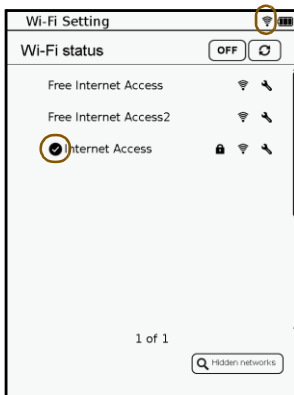 Wi-Fi Setting
Wi-Fi status OFF
Free Internet Access
Free Internet Access2
Internet Access
1 of 1
Hidden networks